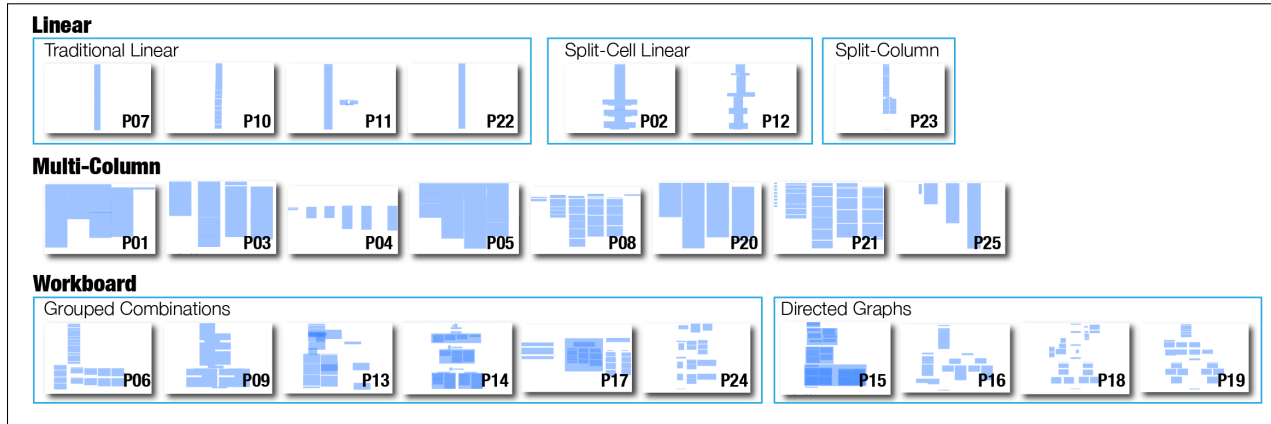 Linear
Traditional Linear
Split-Cell Linear
Split-Column
P07
P10
P11
P22
P02
P12
P23
Multi-Column
P01
P03
P04
P05
P08
P20
P21
P25
Workboard
Grouped Combinations
Directed Graphs
P06
P09
P13
P14
P17
P24
P15
P16
P18
P19